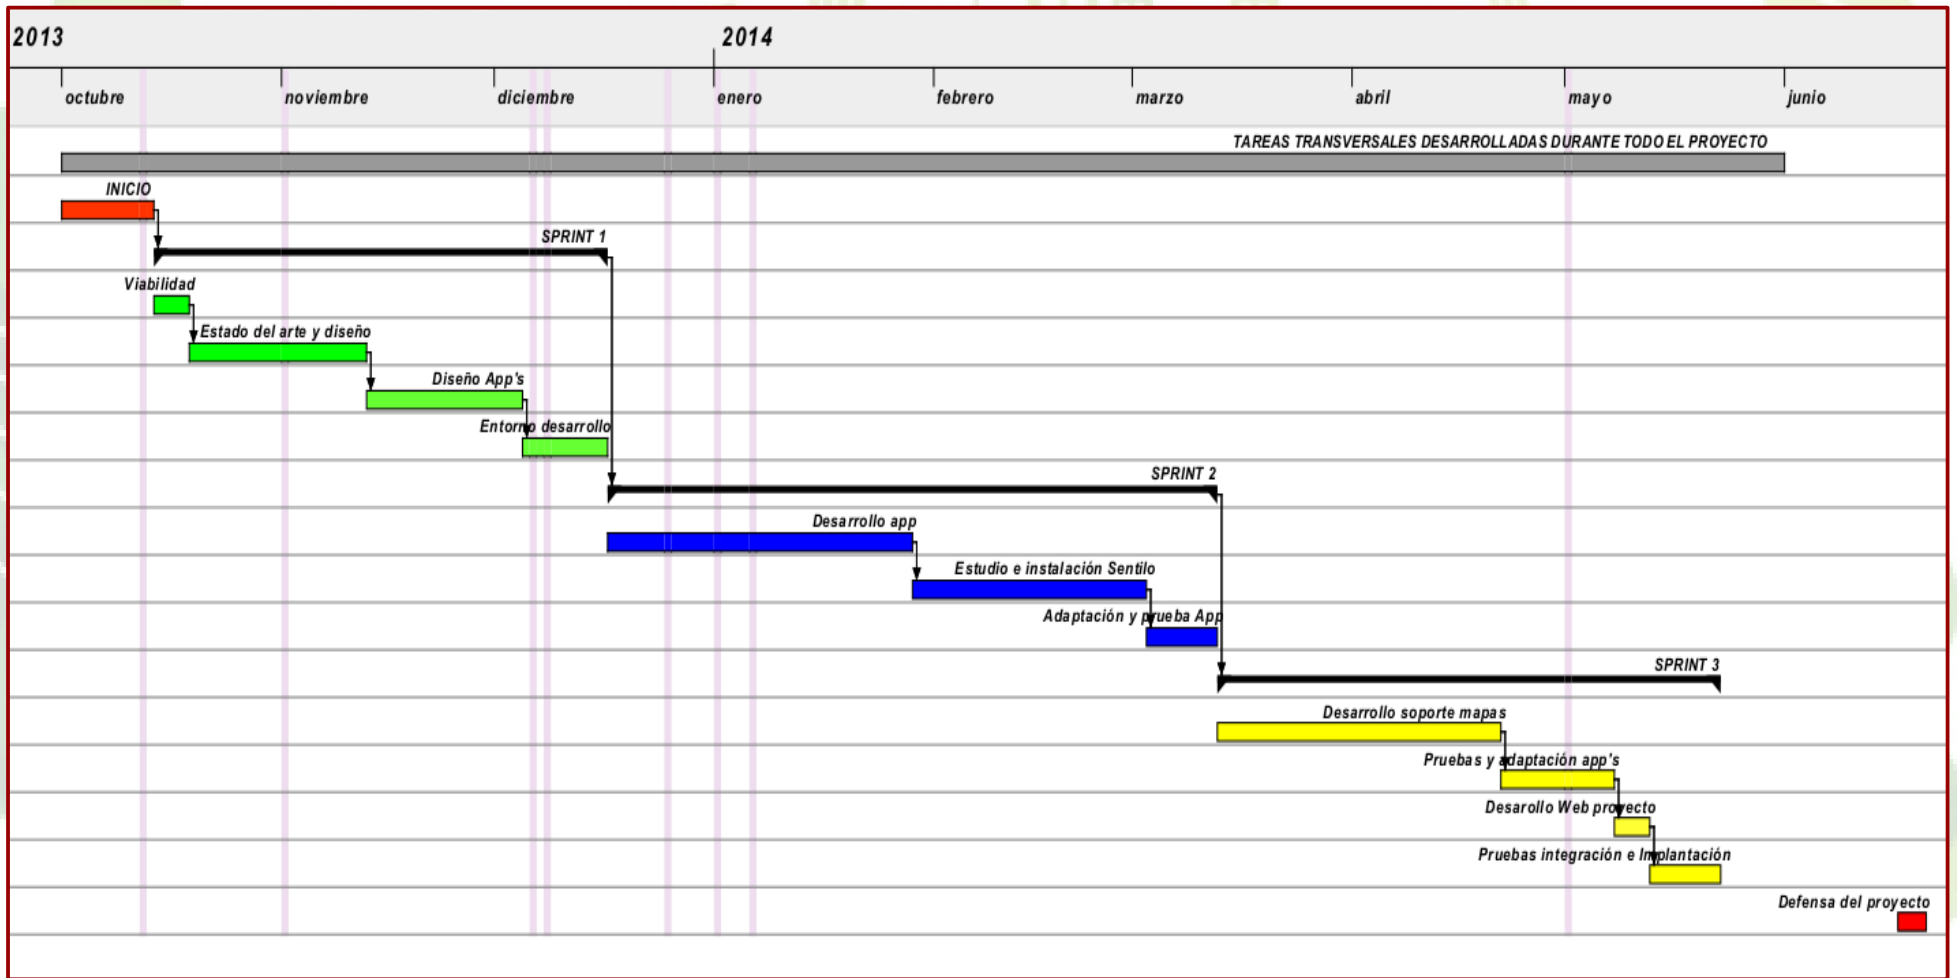 2013
2014
octubre
noviembre
diciembre
enero
febrero
marzo
abril
mayo
junio
TAREAS TRANSVERSALES DESARROLLADAS DURANTE TODO EL PROYECTO
INICIO
SPRINT 1
Viabilidad
Estado del arte y diseño
Diseño App's
Entorno desarrollo
SPRINT 2
Desarrollo app
Estudio e instalación Sentilo
Adaptación y prueba App
SPRINT 3
Desarrollo soporte mapas
Pruebas y adaptación app's
Desarollo Web proyecto
Pruebas integración e Implantación
Defensa del proyecto